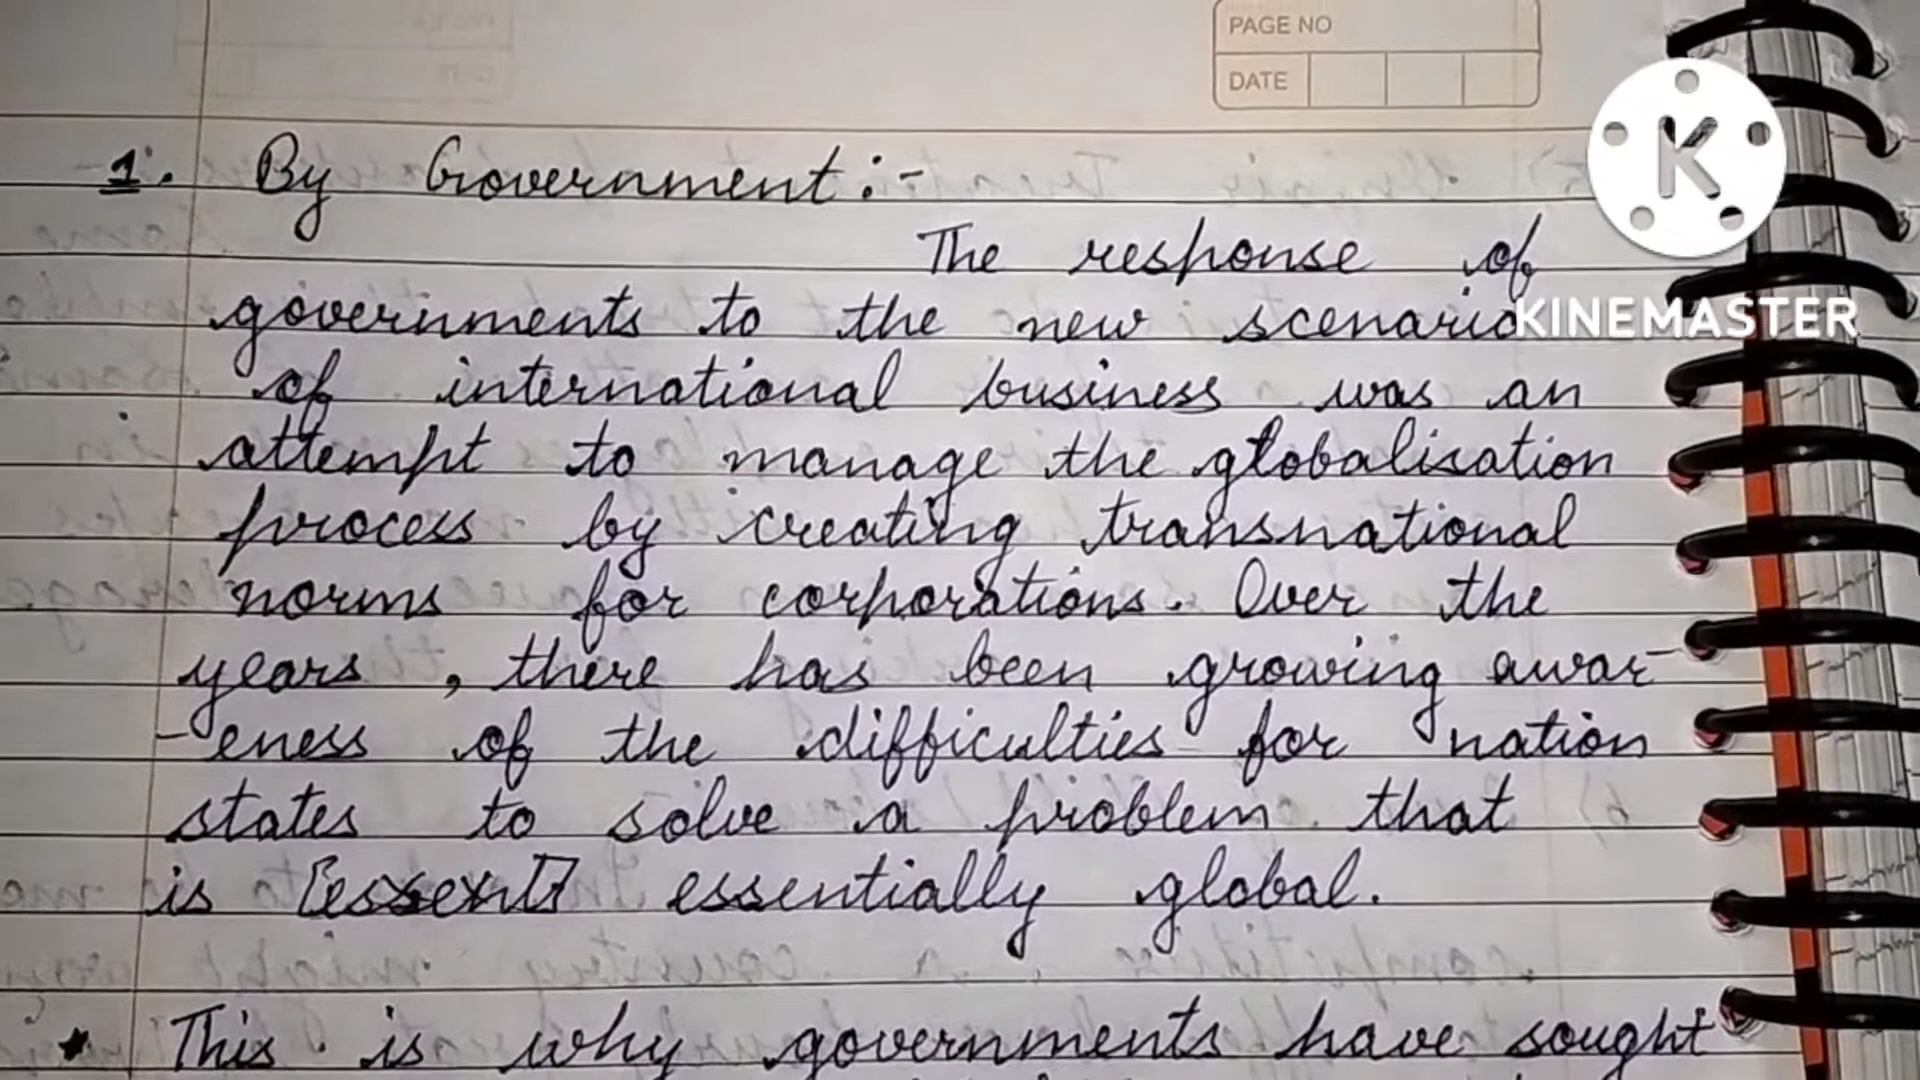 PAGE NO
DATE
K
KINEMASTER
1. By Government :-
The response of
governments to the new scenario
of international business was an
attempt to manage the globalisation
process by creating transnational
norms for corporations. Over the
years, there has been growing awar-
-eness of the difficulties for nation
states to solve a problem that
is [essent] essentially global.
* This is why governments have sought